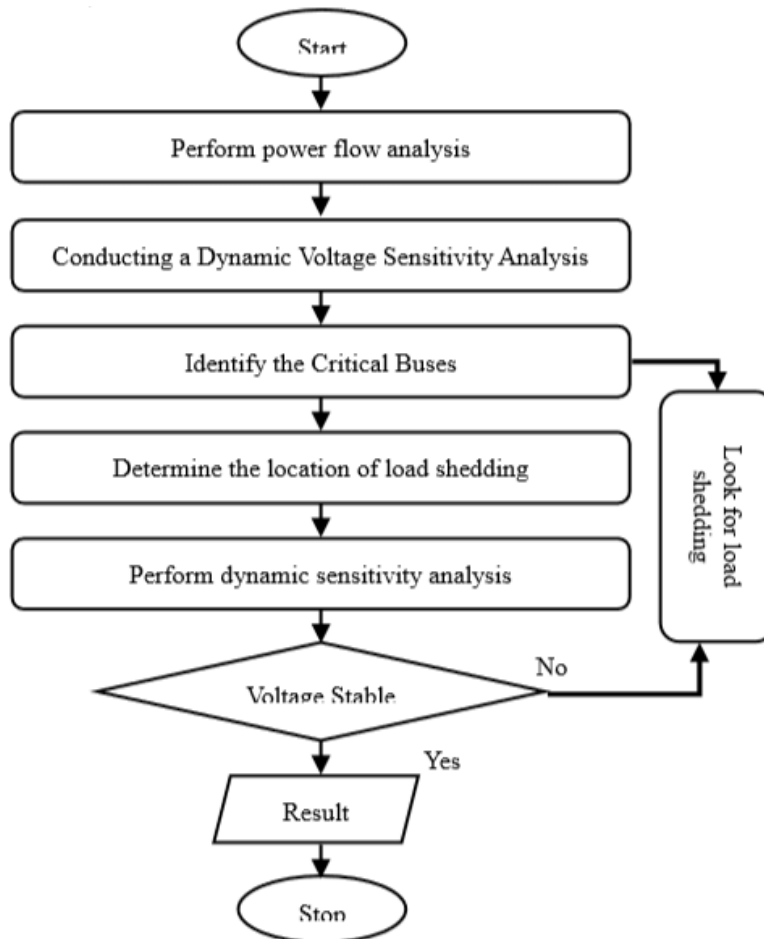 Start
Perform power flow analysis
Conducting a Dynamic Voltage Sensitivity Analysis
Identify the Critical Buses
Look for load
shedding
Determine the location of load shedding
Perform dynamic sensitivity analysis
Voltage Stable
No
Yes
Result
Stop